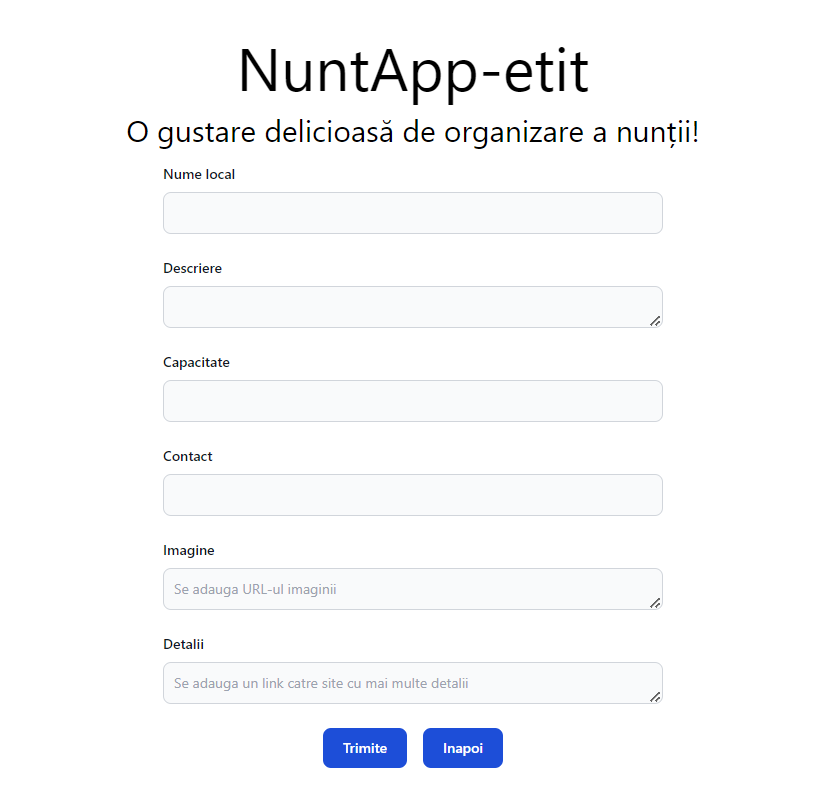 NuntApp-etit
O gustare delicioasă de organizare a nunții!
Nume local
Descriere
Capacitate
Contact
Imagine
Se adauga URL-ul imaginii
Detalii
Se adauga un link catre site cu mai multe detalii
Trimite
Inapoi